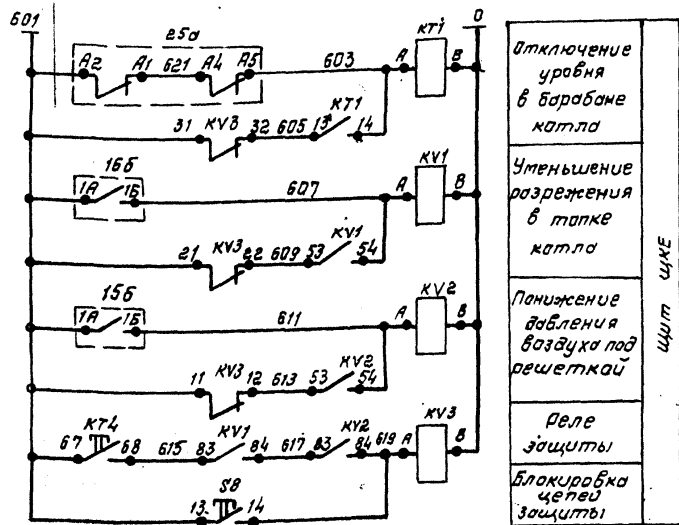 601
0
25а
А2
А1
621
А4
А5
603
А
КТ1
В
Отключение
уровня
в барабане
котла
31
KV3
32
605
13
КТ1
14
16б
1А
1Б
607
А
KV1
В
Уменьшение
разрежения
в топке
котла
21
KV3
22
609
53
KV1
54
15б
1А
1Б
611
А
KV2
В
Понижение
давления
воздуха под
решеткой
11
KV3
12
613
53
KV2
54
КТ4
67
68
615
83
KV1
84
617
83
KV2
84
619
А
KV3
В
Реле
защиты
S8
13
14
Блокировка
цепей
защиты
Щит ЩКЕ